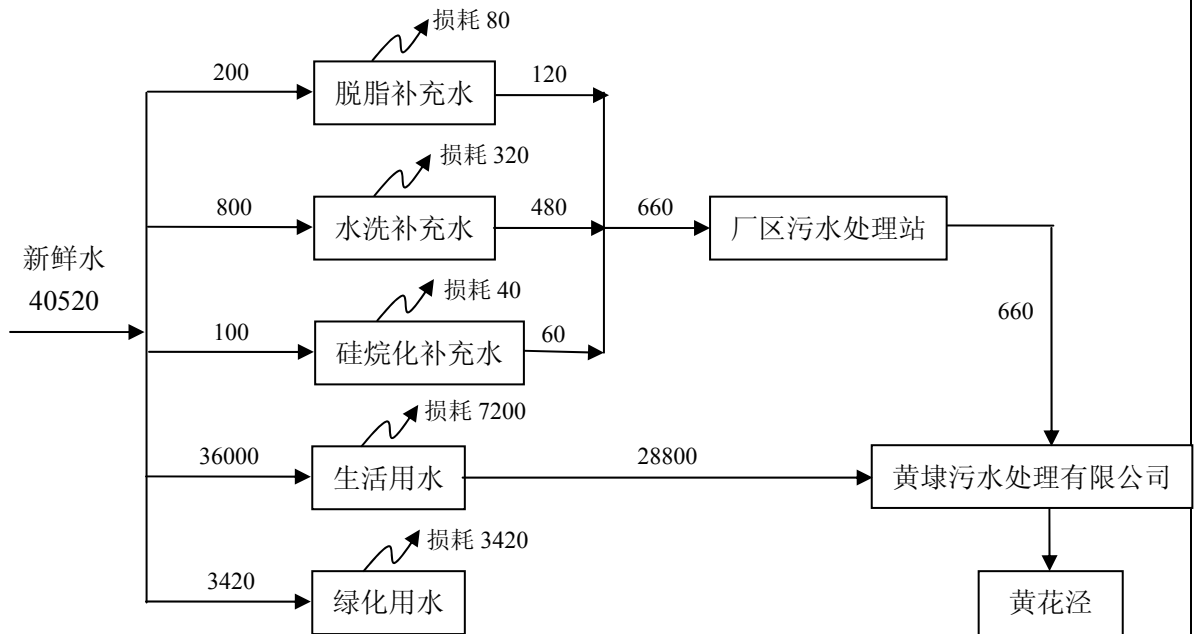 损耗 80
200
脱脂补充水
120
损耗 320
800
水洗补充水
480
660
厂区污水处理站
新鲜水
40520
损耗 40
100
硅烷化补充水
60
660
损耗 7200
36000
生活用水
28800
黄埭污水处理有限公司
损耗 3420
3420
绿化用水
黄花泾